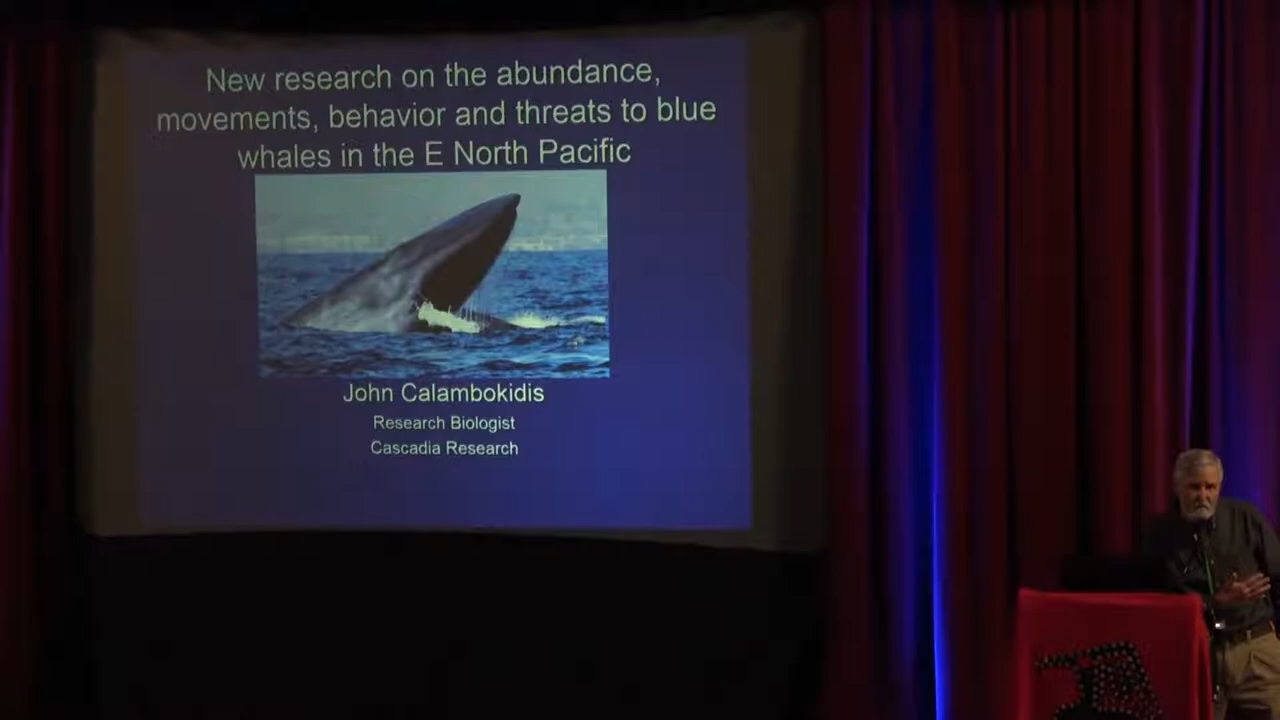 New research on the abundance,
movements, behavior and threats to blue
whales in the E North Pacific
John Calambokidis
Research Biologist
Cascadia Research